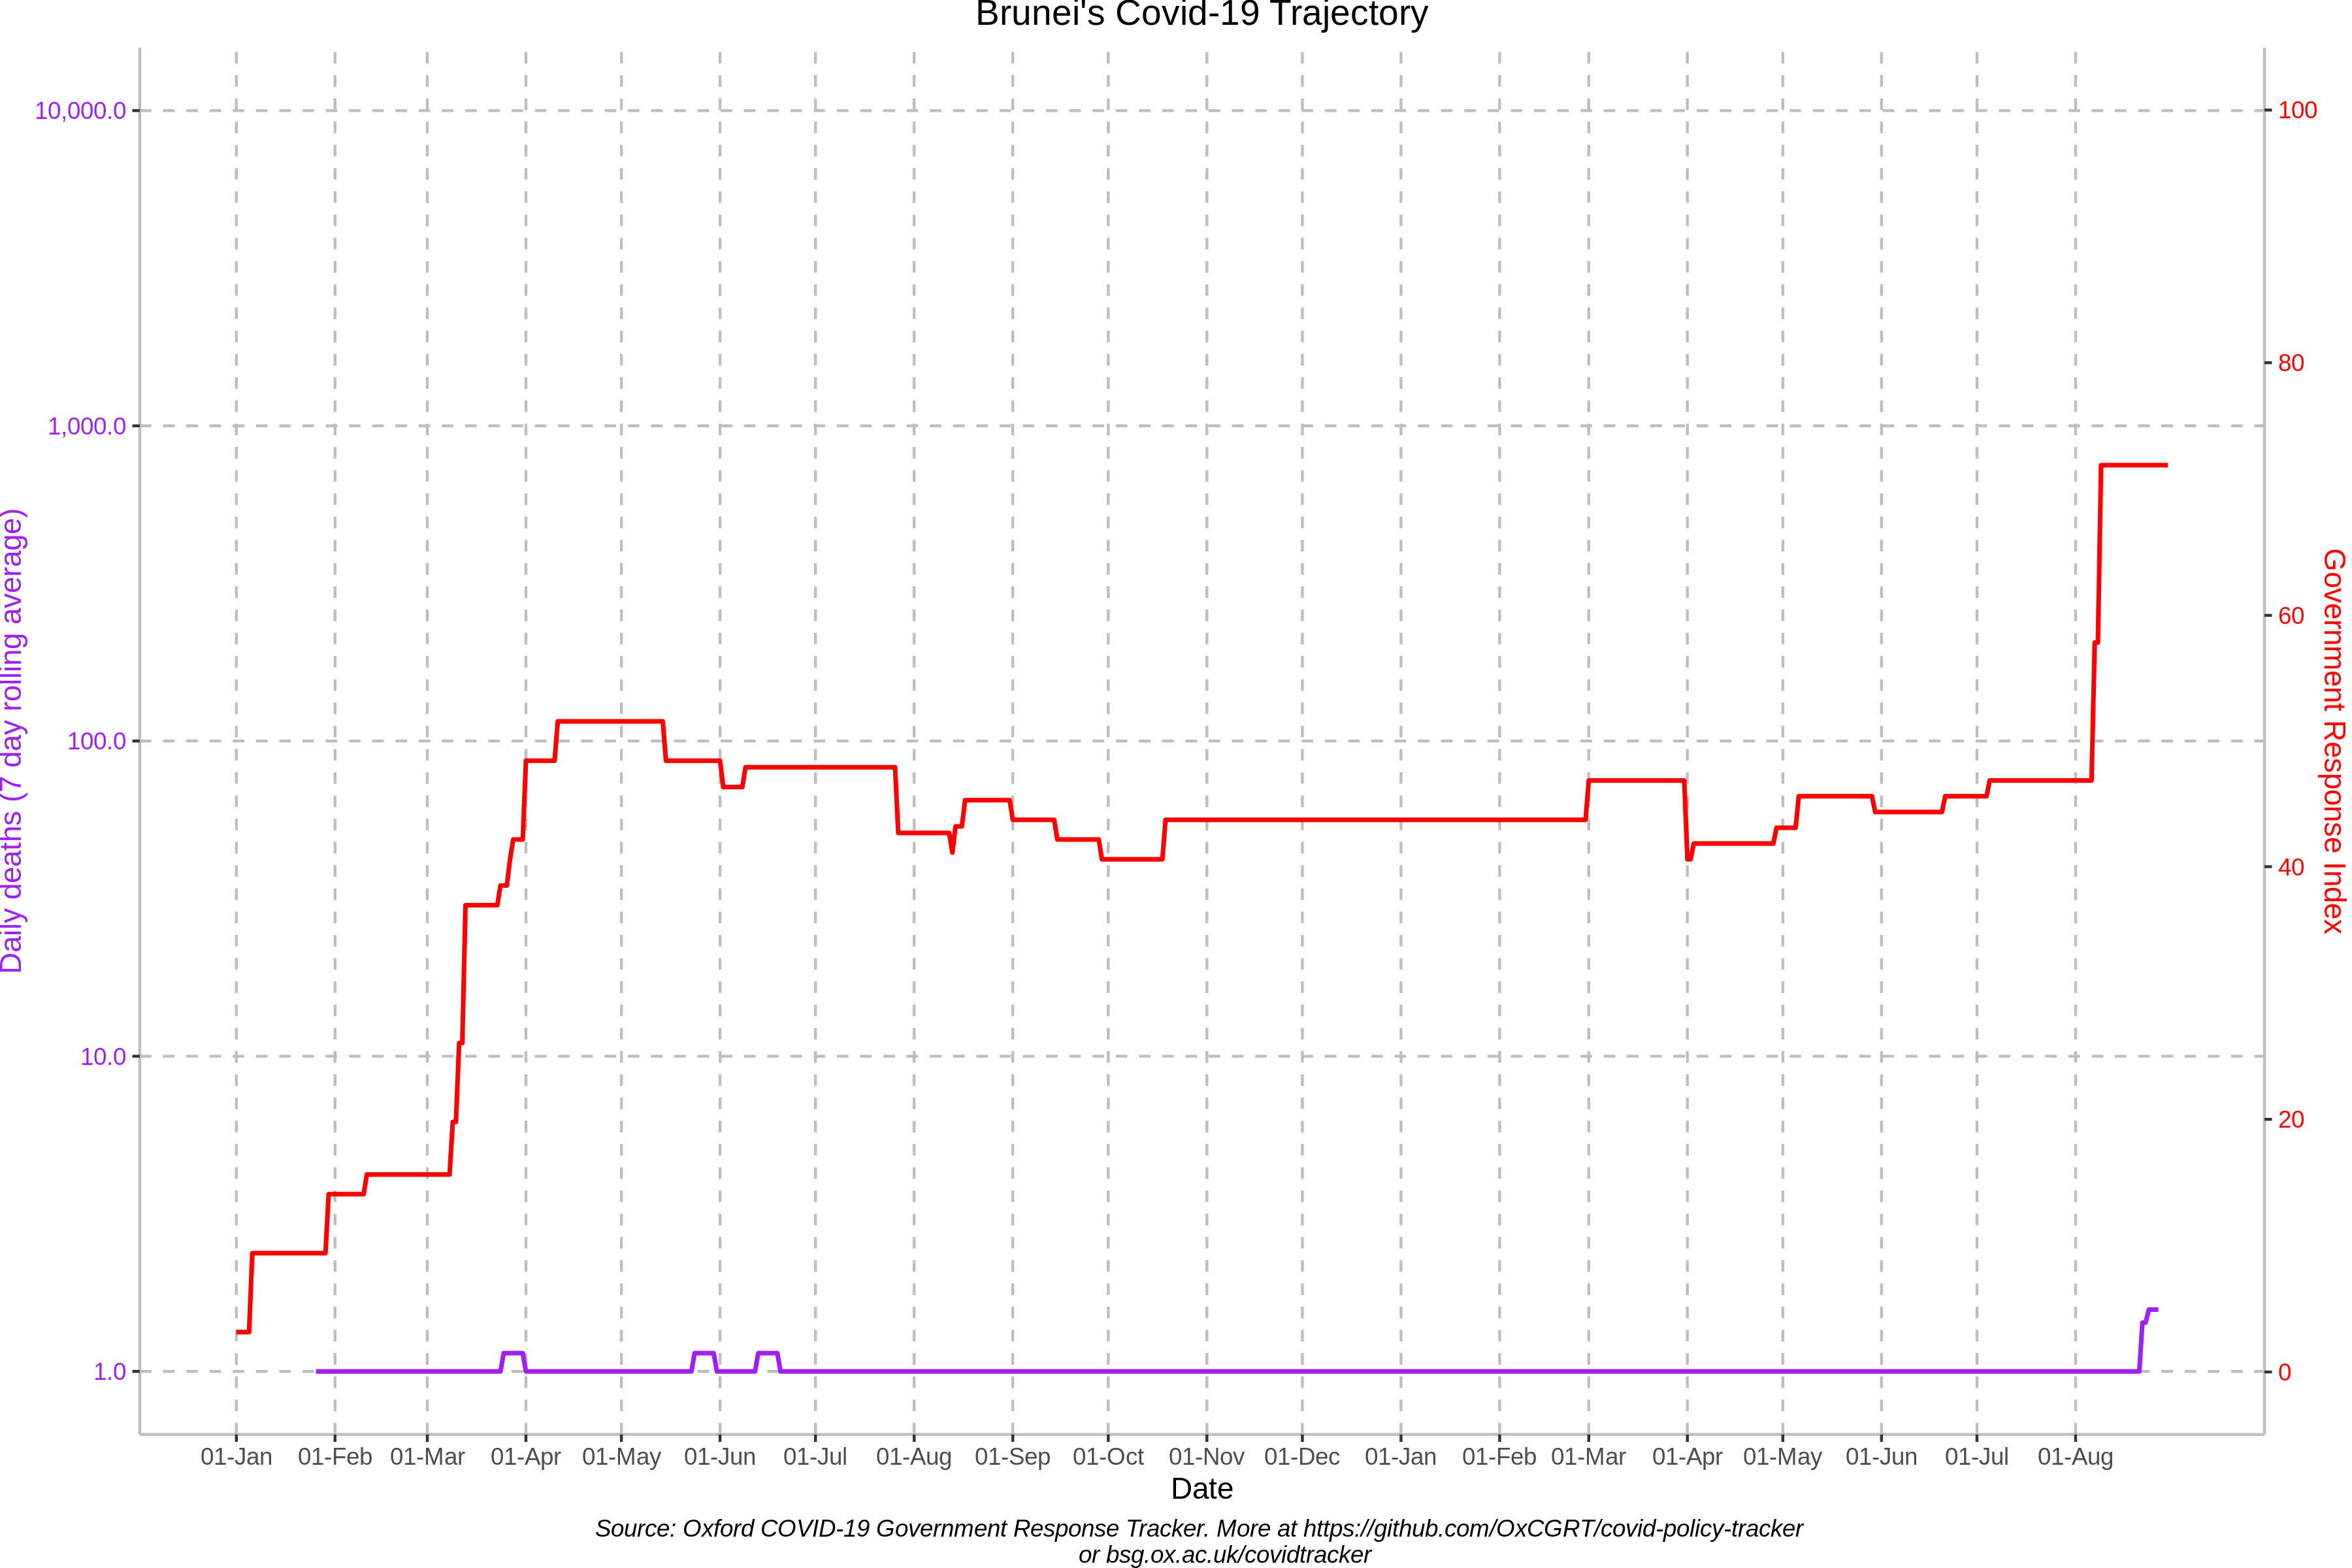 Brunei's Covid-19 Trajectory
10,000.0
1,000.0
100.0
10.0
1.0
Daily deaths (7 day rolling average)
100
80
60
40
20
0
Government Response Index
01-Jan 01-Feb 01-Mar 01-Apr 01-May 01-Jun 01-Jul 01-Aug 01-Sep 01-Oct 01-Nov 01-Dec 01-Jan 01-Feb 01-Mar 01-Apr 01-May 01-Jun 01-Jul 01-Aug
Date
Source: Oxford COVID-19 Government Response Tracker. More at https://github.com/OxCGRT/covid-policy-tracker
or bsg.ox.ac.uk/covidtracker